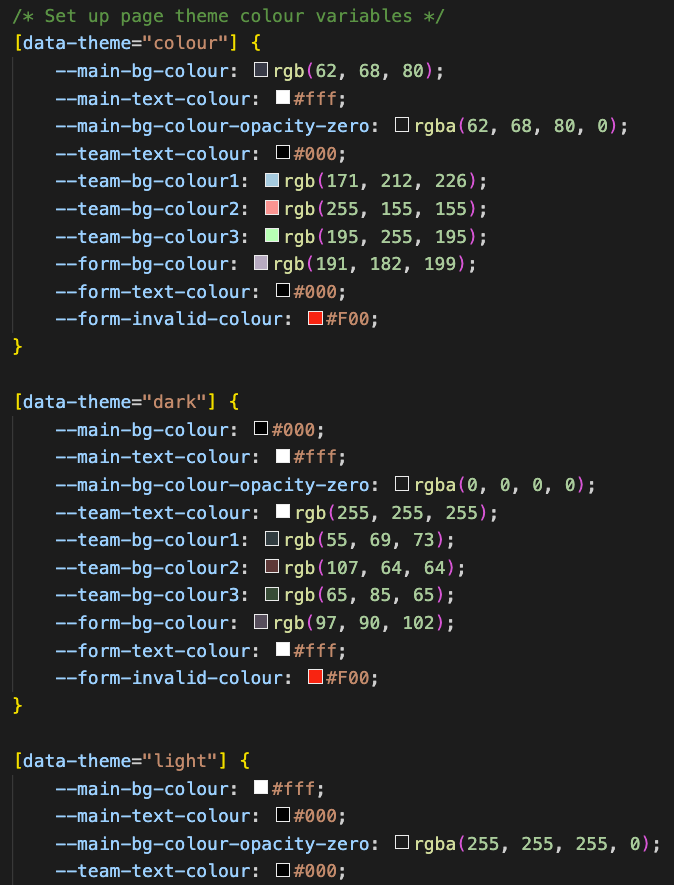 /* Set up page theme colour variables */
[data-theme="colour"] {
    --main-bg-colour: rgb(62, 68, 80);
    --main-text-colour: #fff;
    --main-bg-colour-opacity-zero: rgba(62, 68, 80, 0);
    --team-text-colour: #000;
    --team-bg-colour1: rgb(171, 212, 226);
    --team-bg-colour2: rgb(255, 155, 155);
    --team-bg-colour3: rgb(195, 255, 195);
    --form-bg-colour: rgb(191, 182, 199);
    --form-text-colour: #000;
    --form-invalid-colour: #F00;
}

[data-theme="dark"] {
    --main-bg-colour: #000;
    --main-text-colour: #fff;
    --main-bg-colour-opacity-zero: rgba(0, 0, 0, 0);
    --team-text-colour: rgb(255, 255, 255);
    --team-bg-colour1: rgb(55, 69, 73);
    --team-bg-colour2: rgb(107, 64, 64);
    --team-bg-colour3: rgb(65, 85, 65);
    --form-bg-colour: rgb(97, 90, 102);
    --form-text-colour: #fff;
    --form-invalid-colour: #F00;
}

[data-theme="light"] {
    --main-bg-colour: #fff;
    --main-text-colour: #000;
    --main-bg-colour-opacity-zero: rgba(255, 255, 255, 0);
    --team-text-colour: #000;